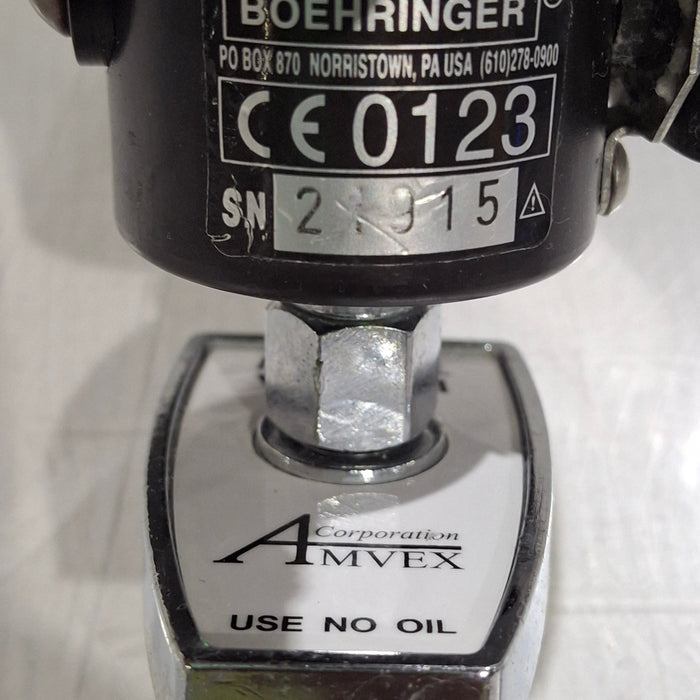 BOEHRINGER
PO BOX 870 NORRISTOWN, PA USA (610)278-0900
CE 0123
SN
Corporation
AMVEX
USE NO OIL